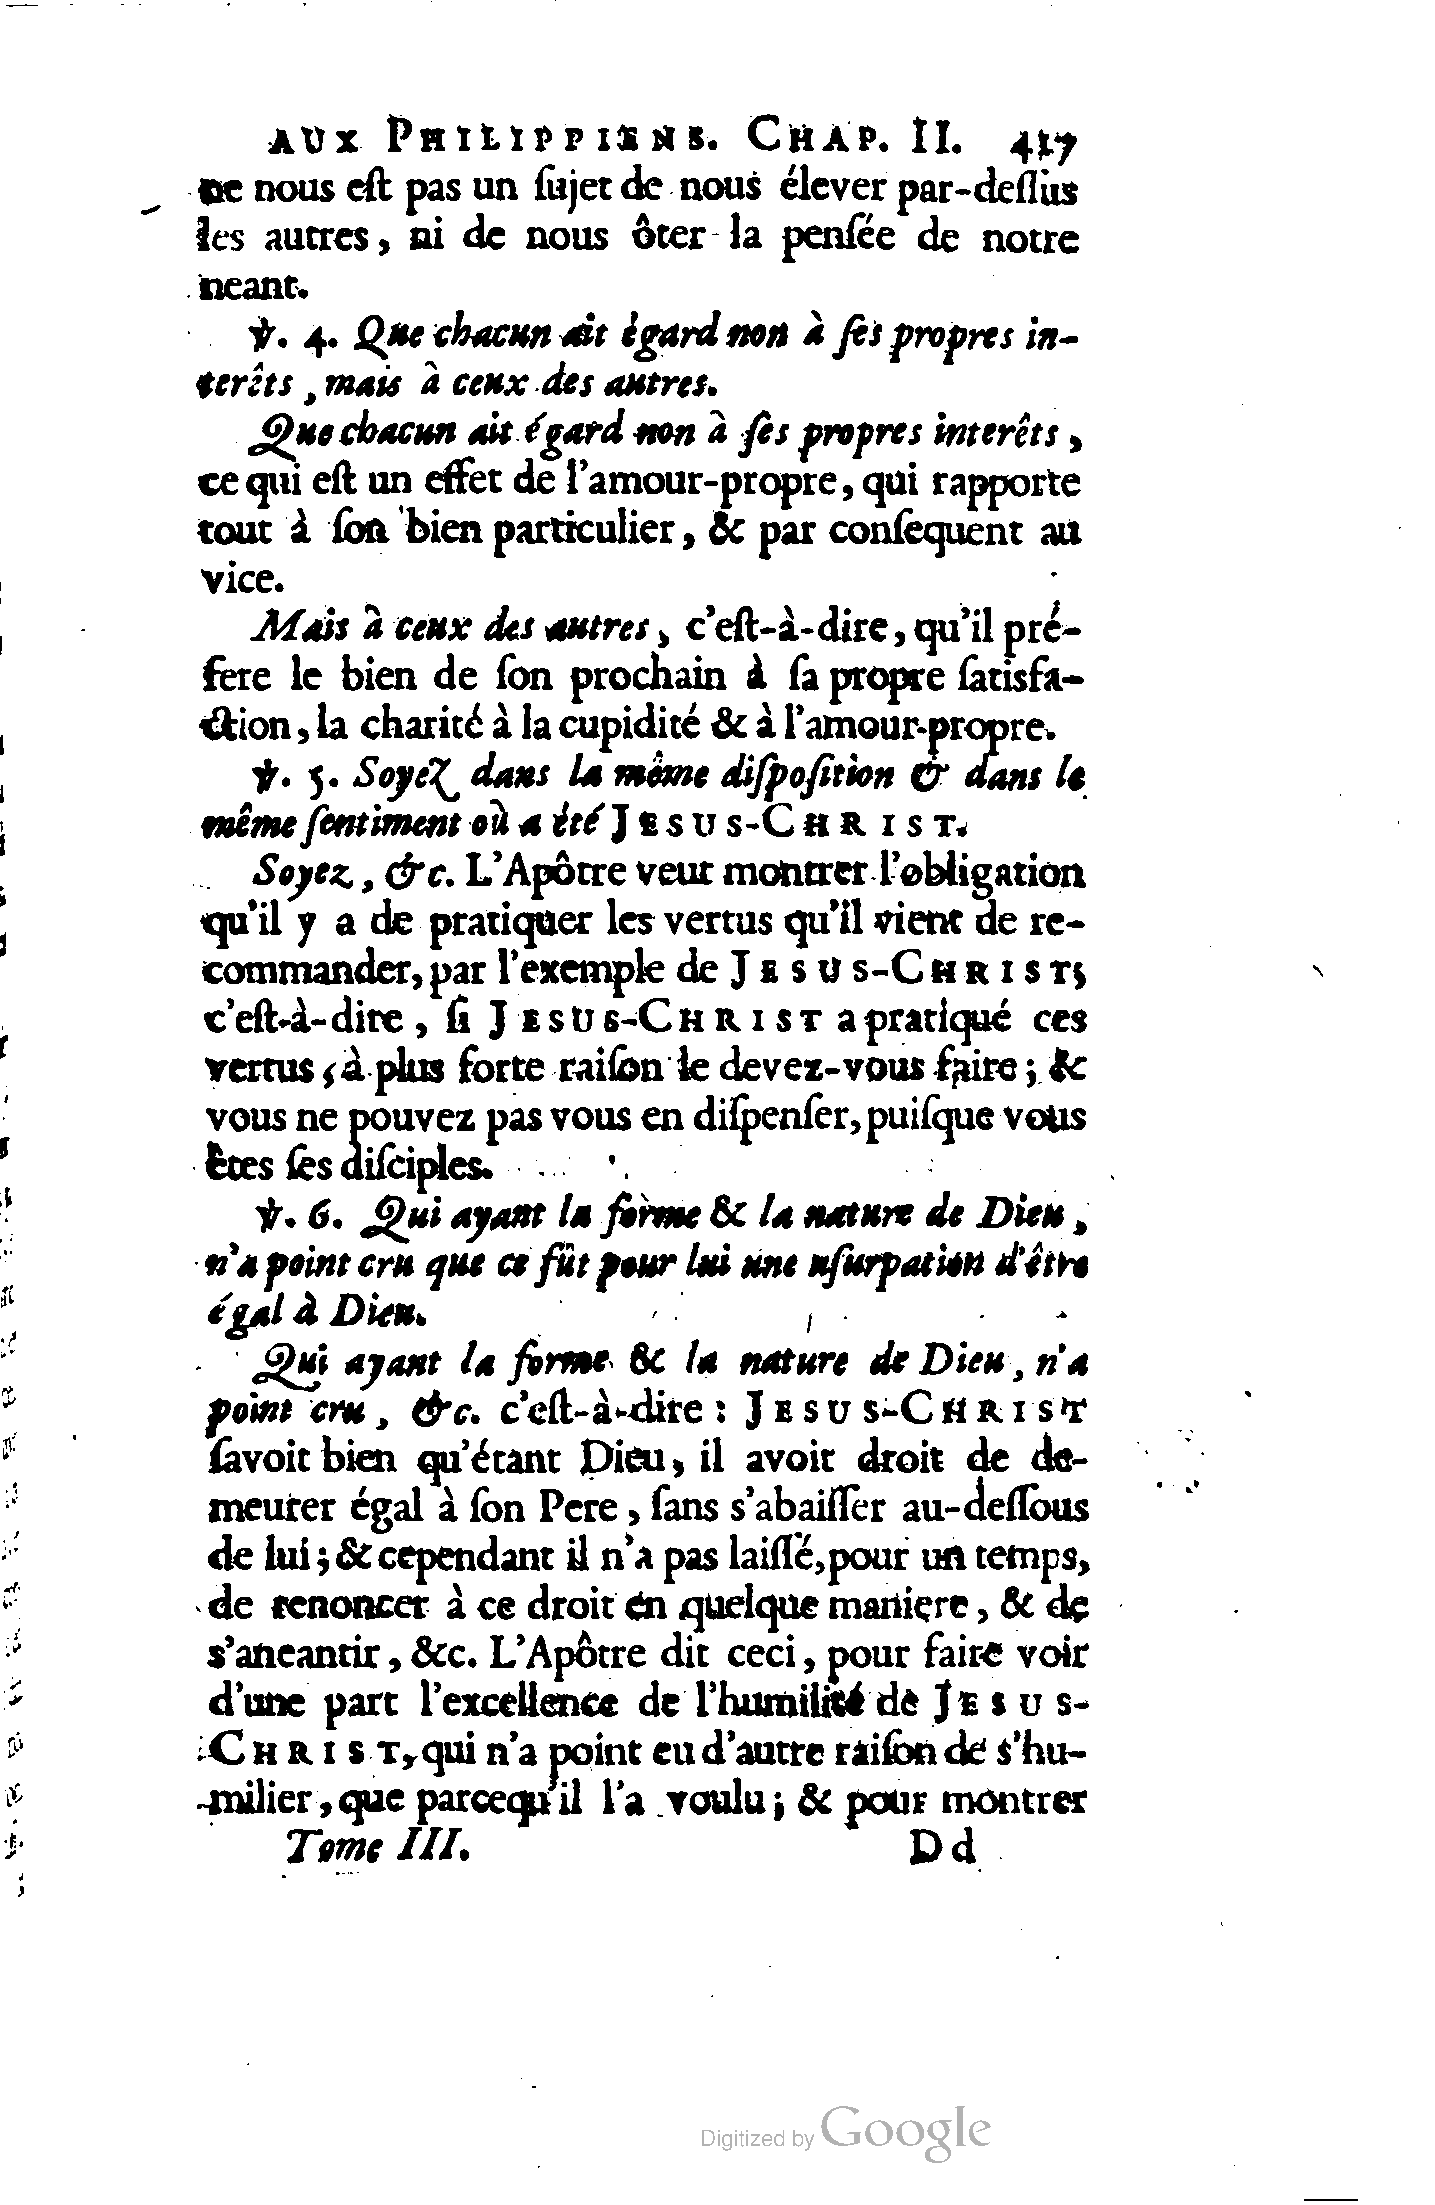 AUX PHILIPPIENS. CHAP. II. 417
ne nous eſt pas un ſujet de nous élever par-deſſus
les autres, ni de nous ôter la penſée de notre
neant.
℣. 4. Que chacun ait égard non à ſes propres in-
terêts, mais à ceux des autres.
Que chacun ait égard non à ſes propres interêts,
ce qui eſt un effet de l'amour-propre, qui rapporte
tout à ſon bien particulier, & par conſequent au
vice.
Mais à ceux des autres, c'eſt-à-dire, qu'il pré-
fere le bien de ſon prochain à ſa propre ſatisfa-
ction, la charité à la cupidité & à l'amour-propre.
℣. 5. Soyez dans la même diſpoſition & dans le
même ſentiment où a été JESUS-CHRIST.
Soyez, &c. L'Apôtre veut montrer l'obligation
qu'il y a de pratiquer les vertus qu'il vient de re-
commander, par l'exemple de JESUS-CHRIST;
c'eſt-à-dire, ſi JESUS-CHRIST a pratiqué ces
vertus, à plus forte raiſon le devez-vous faire; &
vous ne pouvez pas vous en diſpenſer, puiſque vous
êtes ſes diſciples.
℣. 6. Qui ayant la forme & la nature de Dieu,
n'a point cru que ce fût pour lui une uſurpation d'être
égal à Dieu.
Qui ayant la forme & la nature de Dieu, n'a
point cru, &c. c'eſt-à-dire: JESUS-CHRIST
ſavoit bien qu'étant Dieu, il avoit droit de de-
meurer égal à ſon Pere, ſans s'abaiſſer au-deſſous
de lui; & cependant il n'a pas laiſſé, pour un temps,
de renoncer à ce droit en quelque maniere, & de
s'aneantir, &c. L'Apôtre dit ceci, pour faire voir
d'une part l'excellence de l'humilité de JESUS-
CHRIST, qui n'a point eu d'autre raiſon de s'hu-
milier, que parcequ'il l'a voulu; & pour montrer
Tome III. Dd
Digitized by Google